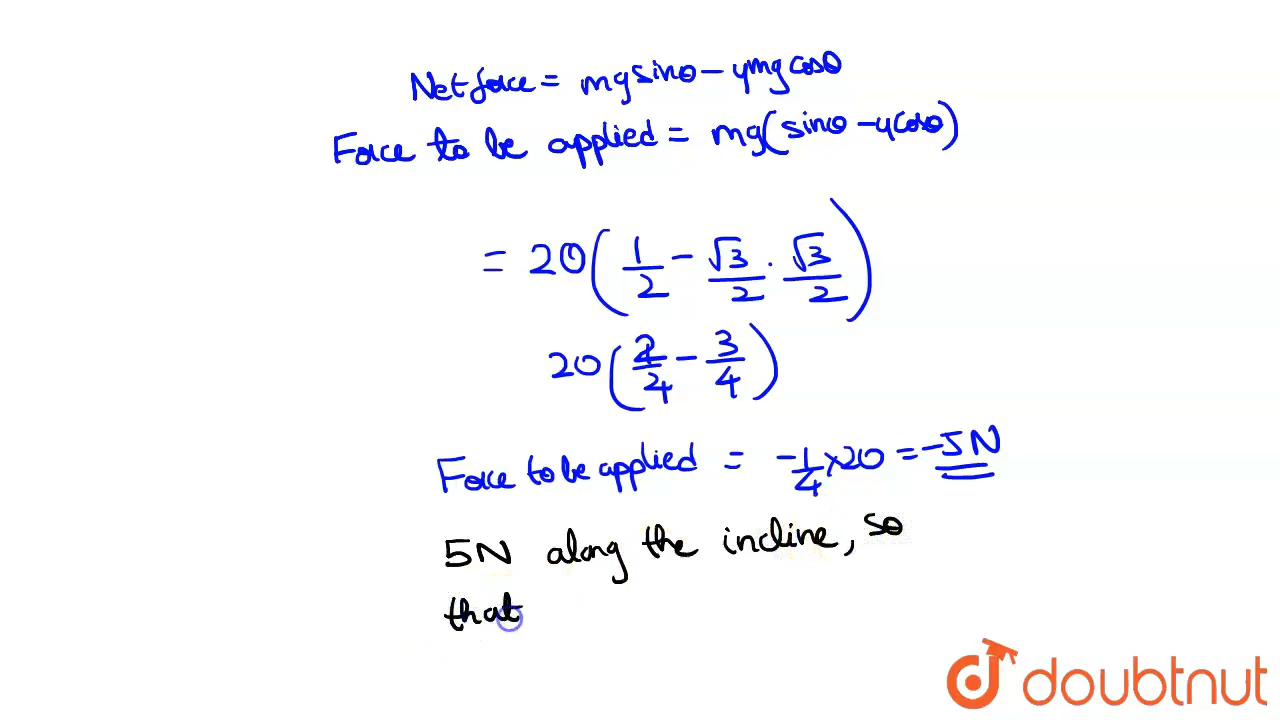 Net force = mg sinθ - μmg cosθ
Force to be applied = mg(sinθ - μcosθ)
= 20(1/2 - √3/2 . √3/2)
20(2/4 - 3/4)
Force to be applied = -1/4 x 20 = -5N
5N along the incline, so
that
doubtnut